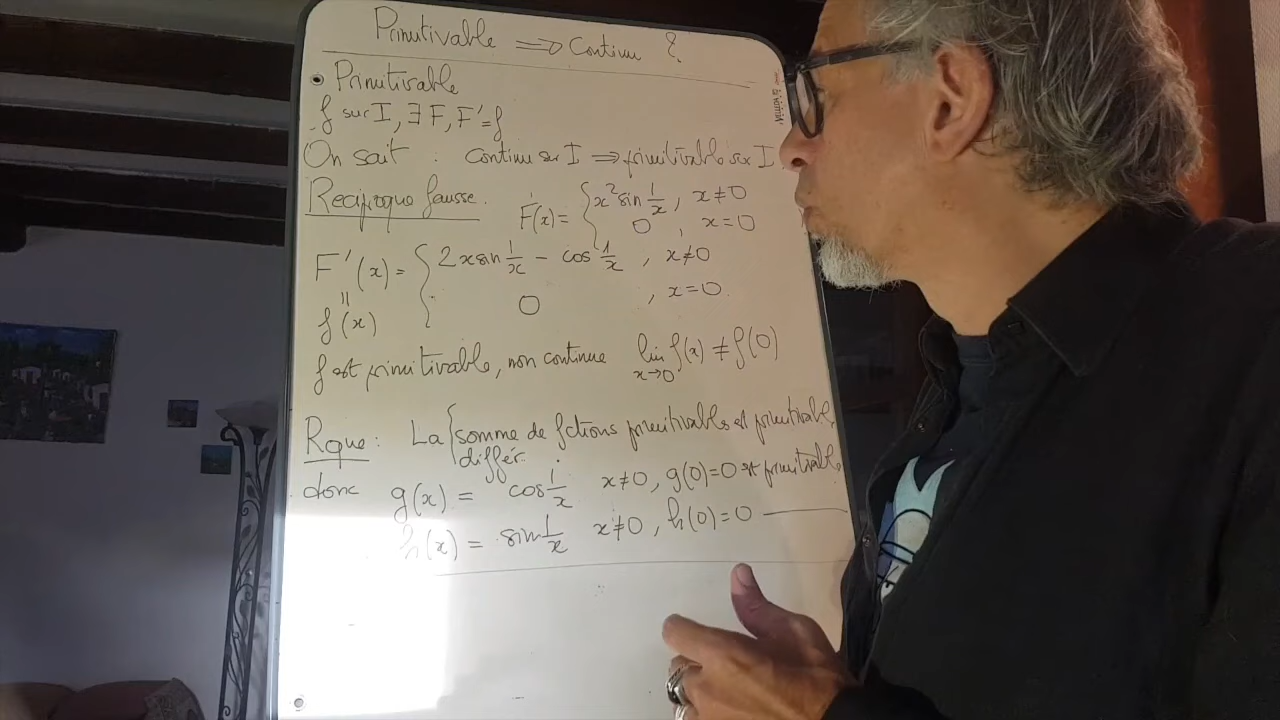 Primitivable ⟹ Continu ?
• Primitivable
f sur I, ∃ F, F' = f
On sait : continu sur I ⟹ primitivable sur I
Réciproque fausse. F(x) = { x² sin 1/x , x ≠ 0
0 , x = 0
F'(x) = { 2x sin 1/x - cos 1/x , x ≠ 0
0 , x = 0
=
f(x)
f est primitivable, non continue lim x→0 f(x) ≠ f(0)
Rque : La { somme de fctions primitivables est primitivable
différ.
donc g(x) = cos 1/x x ≠ 0, g(0) = 0 est primitivable
h(x) = sin 1/x x ≠ 0, h(0) = 0 —